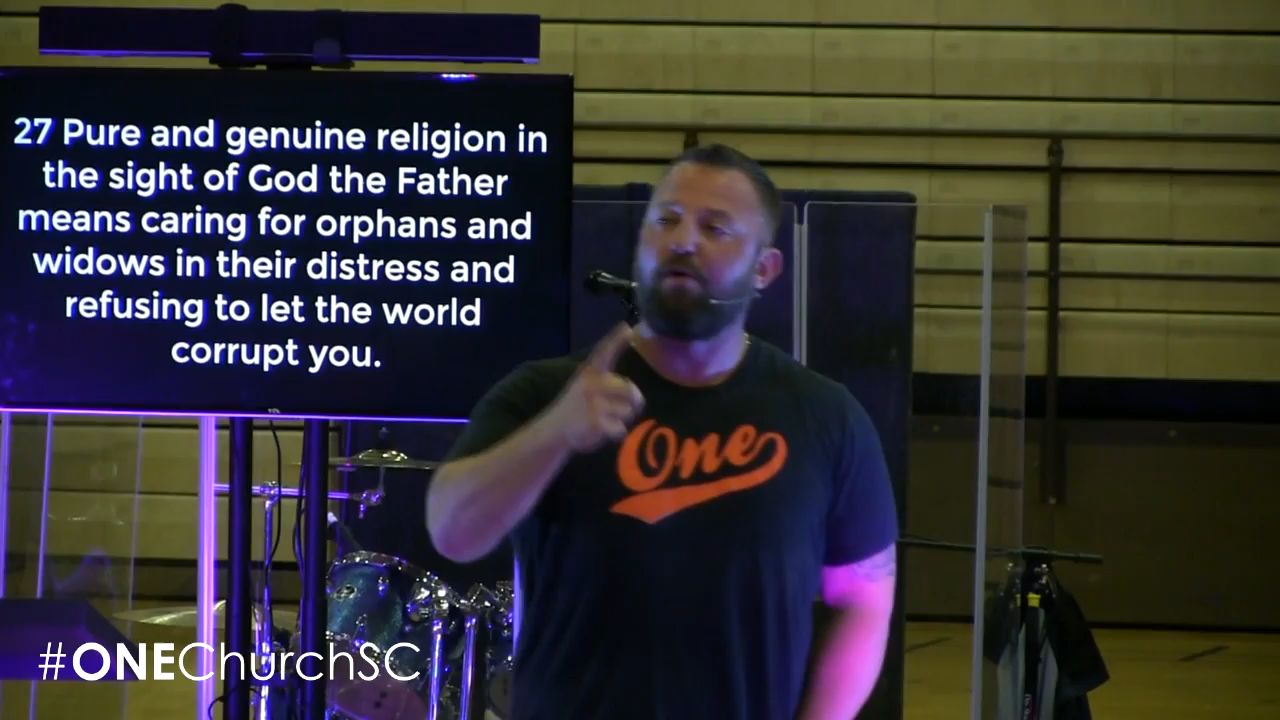 27 Pure and genuine religion in
the sight of God the Father
means caring for orphans and
widows in their distress and
refusing to let the world
corrupt you.
One
#ONEChurchSC